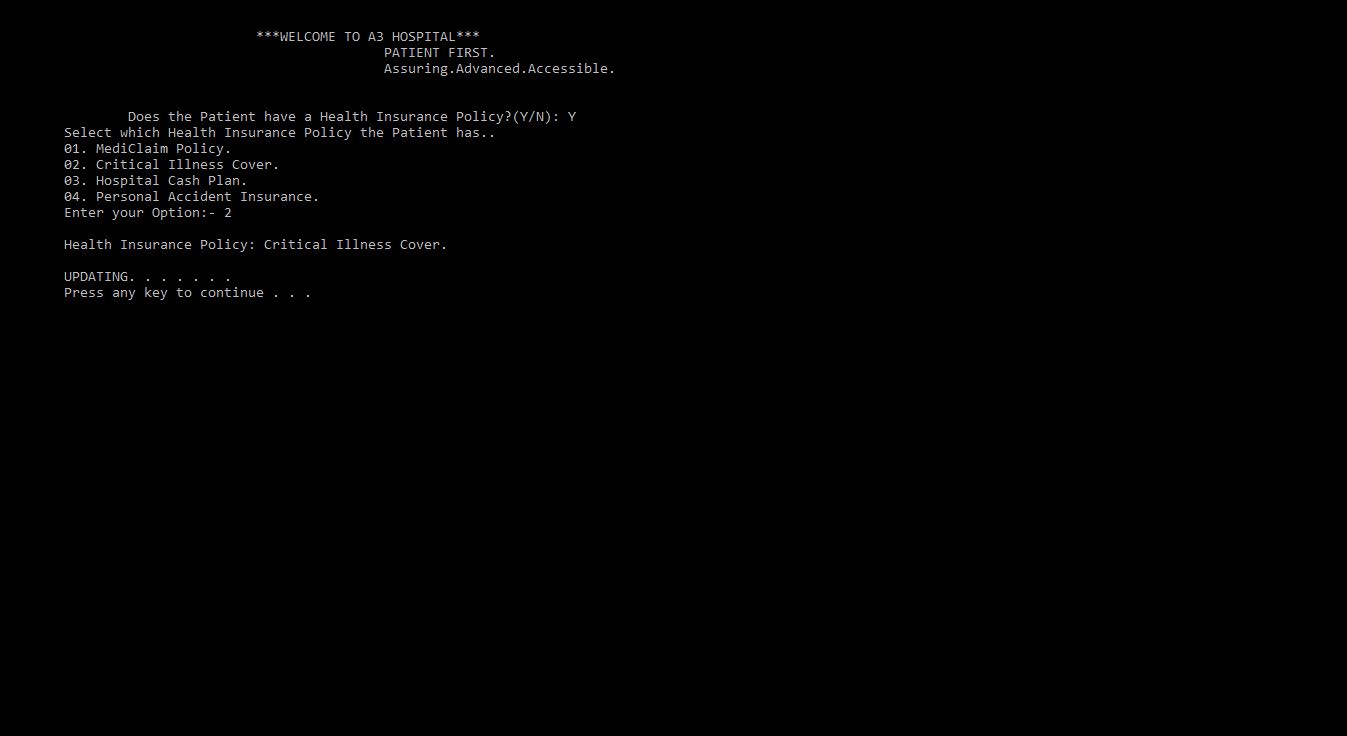 ***WELCOME TO A3 HOSPITAL***
PATIENT FIRST.
Assuring.Advanced.Accessible.
Does the Patient have a Health Insurance Policy?(Y/N): Y
Select which Health Insurance Policy the Patient has..
01. MediClaim Policy.
02. Critical Illness Cover.
03. Hospital Cash Plan.
04. Personal Accident Insurance.
Enter your Option:- 2
Health Insurance Policy: Critical Illness Cover.
UPDATING. . . . . . .
Press any key to continue . . .